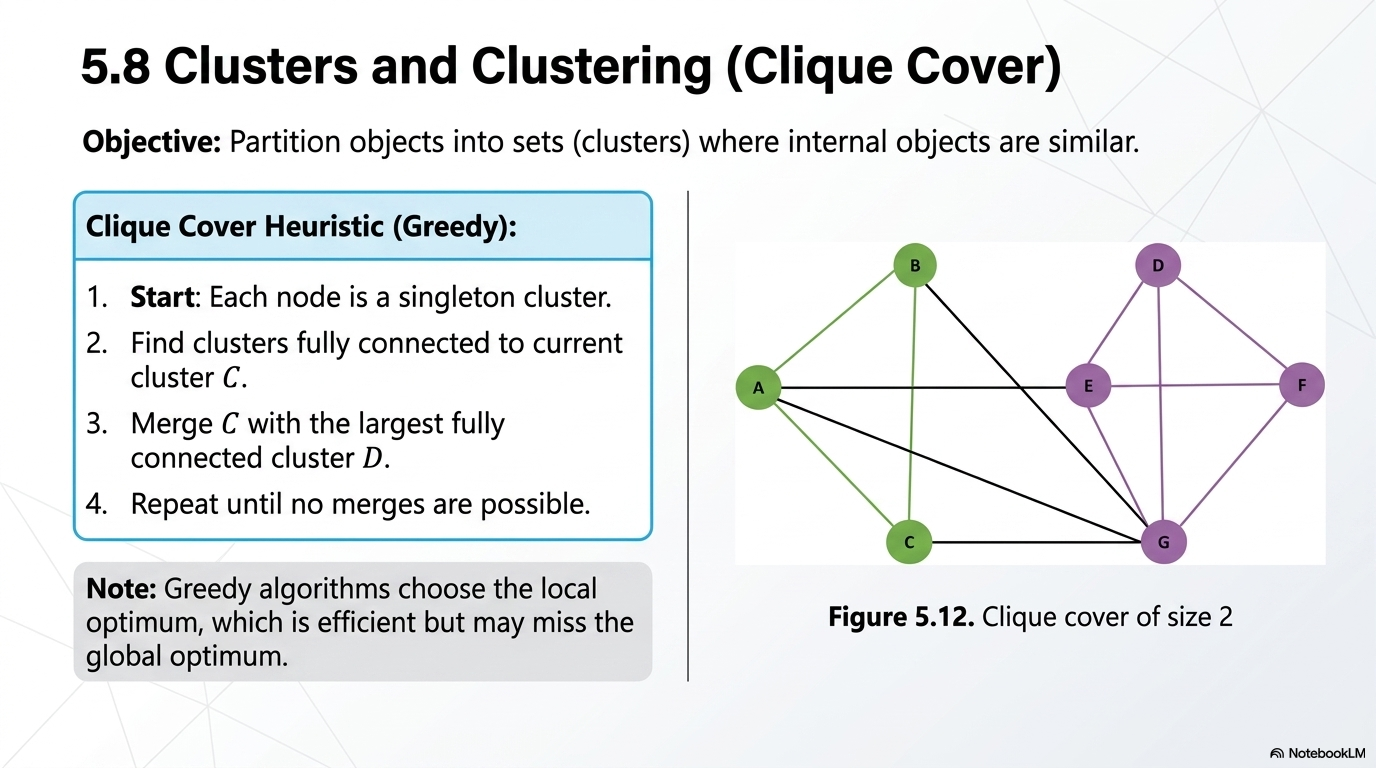 5.8 Clusters and Clustering (Clique Cover)
Objective: Partition objects into sets (clusters) where internal objects are similar.
Clique Cover Heuristic (Greedy):
1. Start: Each node is a singleton cluster.
2. Find clusters fully connected to current
cluster C.
3. Merge C with the largest fully
connected cluster D.
4. Repeat until no merges are possible.
Note: Greedy algorithms choose the local
optimum, which is efficient but may miss the
global optimum.
B
D
A
E
F
C
G
Figure 5.12. Clique cover of size 2
NotebookLM